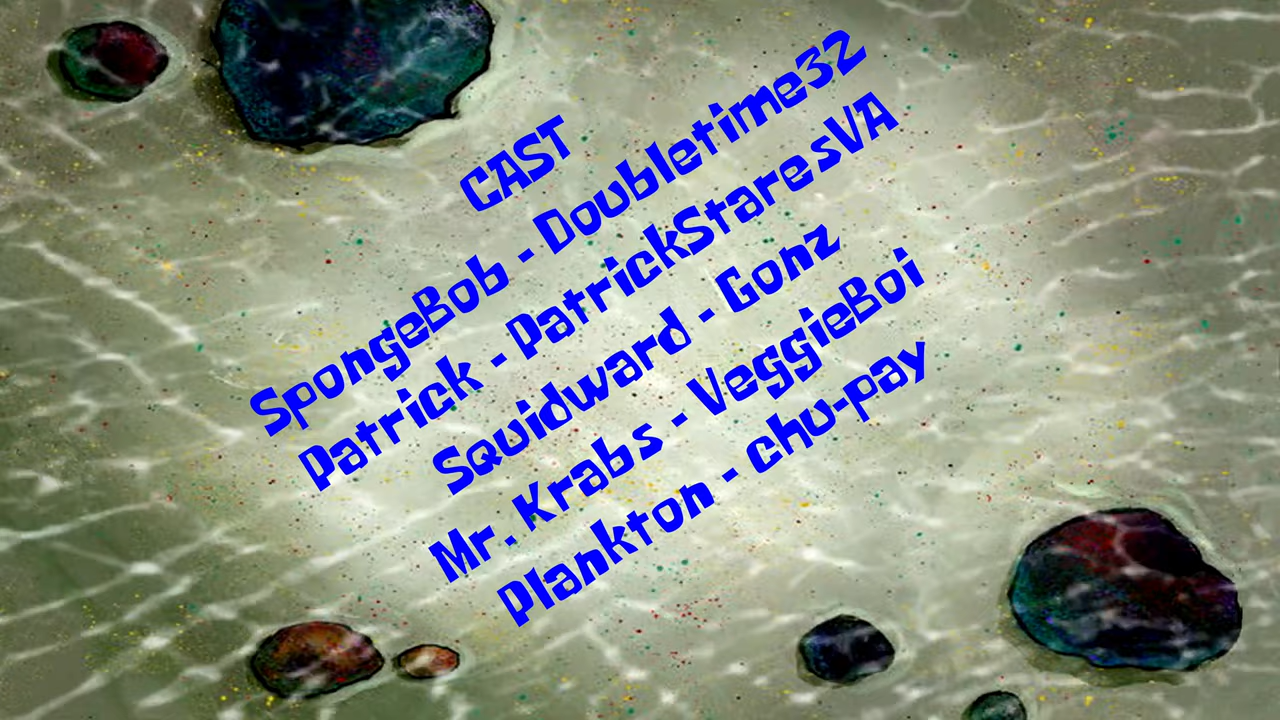 CAST
SpongeBob - Doubletime32
Patrick - PatrickStaresVA
Squidward - Gonz
Mr. Krabs - VeggieBoi
Plankton - chu-pay